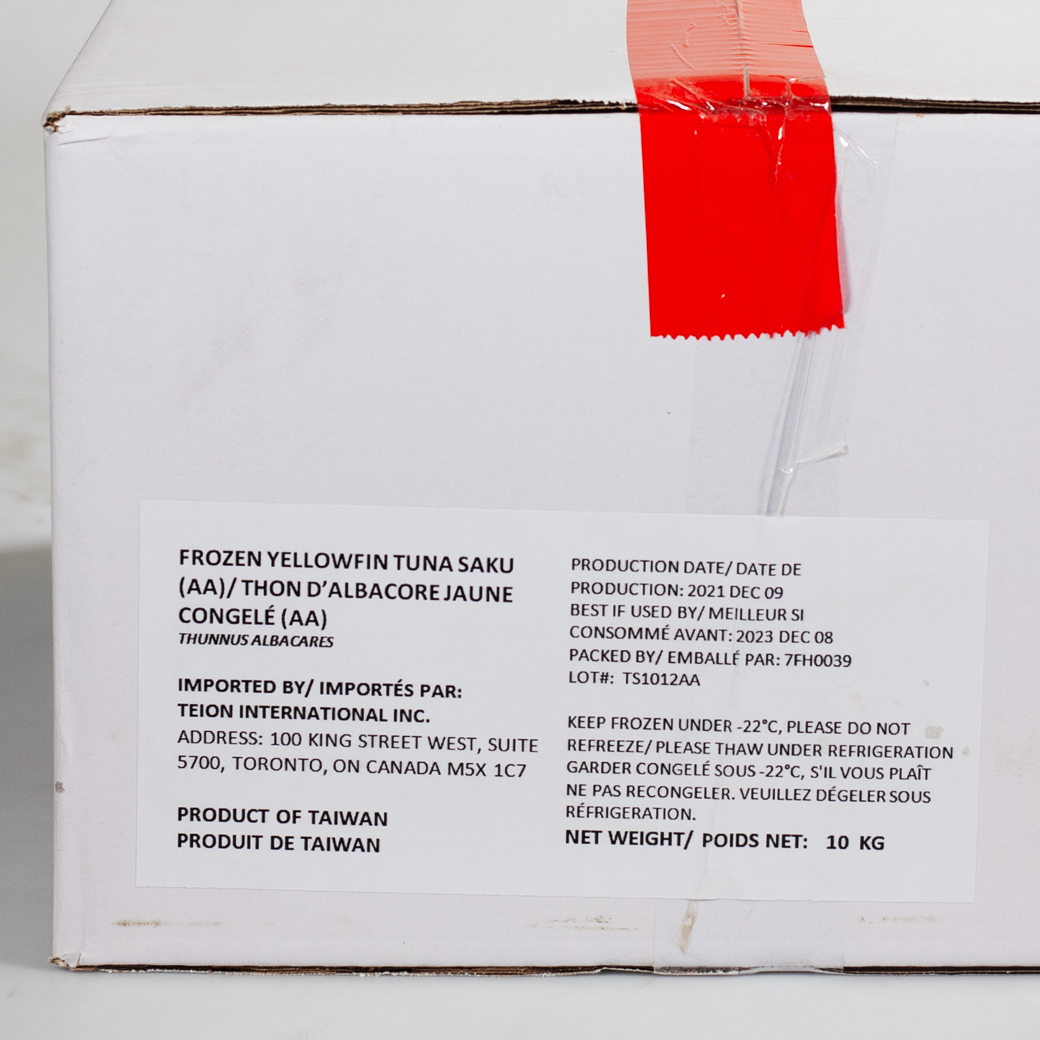 FROZEN YELLOWFIN TUNA SAKU
(AA)/ THON D'ALBACORE JAUNE
CONGELÉ (AA)
THUNNUS ALBACARES
IMPORTED BY/ IMPORTÉS PAR:
TEION INTERNATIONAL INC.
ADDRESS: 100 KING STREET WEST, SUITE
5700, TORONTO, ON CANADA M5X 1C7
PRODUCT OF TAIWAN
PRODUIT DE TAIWAN
PRODUCTION DATE/ DATE DE
PRODUCTION: 2021 DEC 09
BEST IF USED BY/ MEILLEUR SI
CONSOMMÉ AVANT: 2023 DEC 08
PACKED BY/ EMBALLÉ PAR: 7FH0039
LOT#: TS1012AA
KEEP FROZEN UNDER -22°C, PLEASE DO NOT
REFREEZE/ PLEASE THAW UNDER REFRIGERATION
GARDER CONGELÉ SOUS -22°C, S'IL VOUS PLAÎT
NE PAS RECONGELER. VEUILLEZ DÉGELER SOUS
RÉFRIGERATION.
NET WEIGHT/ POIDS NET: 10 KG